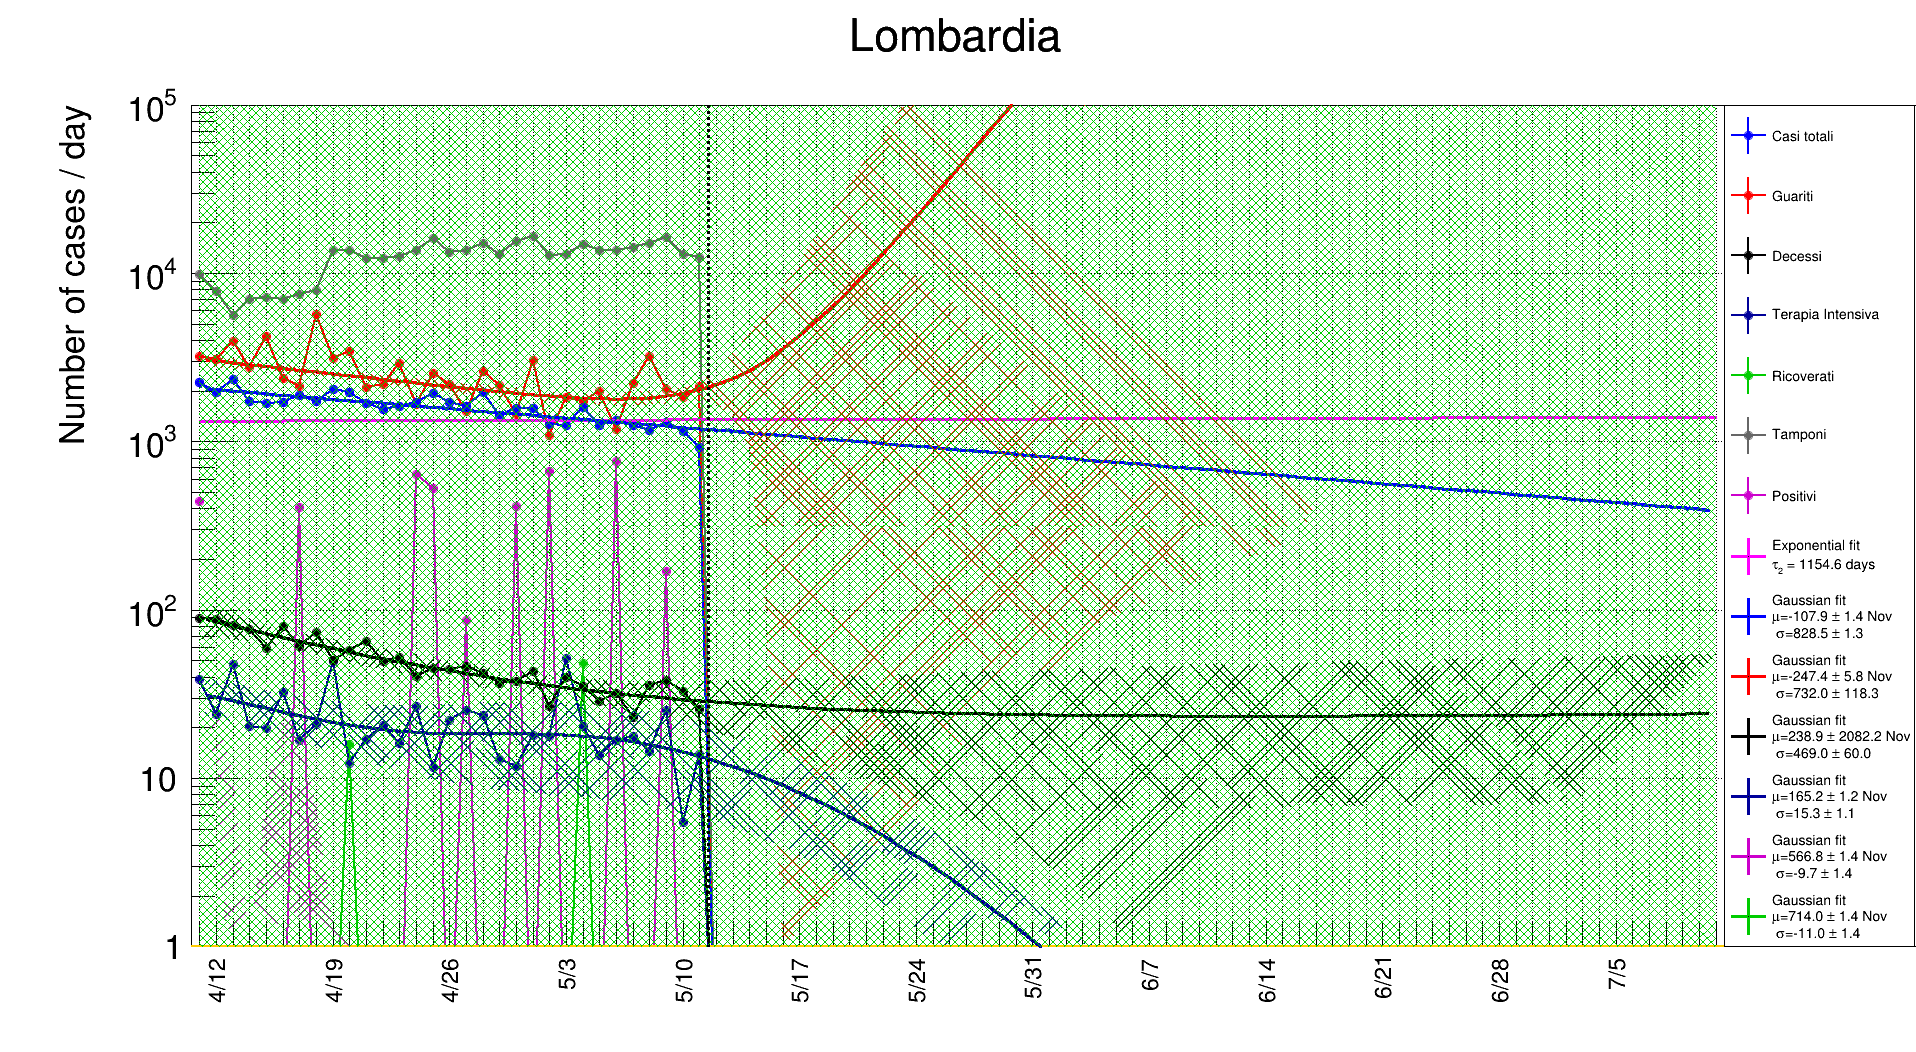 Lombardia
Number of cases / day
10^5
10^4
10^3
10^2
10
1
4/12
4/19
4/26
5/3
5/10
5/17
5/24
5/31
6/7
6/14
6/21
6/28
7/5
Casi totali
Guariti
Decessi
Terapia Intensiva
Ricoverati
Tamponi
Positivi
Exponential fit
τ₂ = 1154.6 days
Gaussian fit
μ=-107.9 ± 1.4 Nov
σ=828.5 ± 1.3
Gaussian fit
μ=-247.4 ± 5.8 Nov
σ=732.0 ± 118.3
Gaussian fit
μ=238.9 ± 2082.2 Nov
σ=469.0 ± 60.0
Gaussian fit
μ=165.2 ± 1.2 Nov
σ=15.3 ± 1.1
Gaussian fit
μ=566.8 ± 1.4 Nov
σ=-9.7 ± 1.4
Gaussian fit
μ=714.0 ± 1.4 Nov
σ=-11.0 ± 1.4